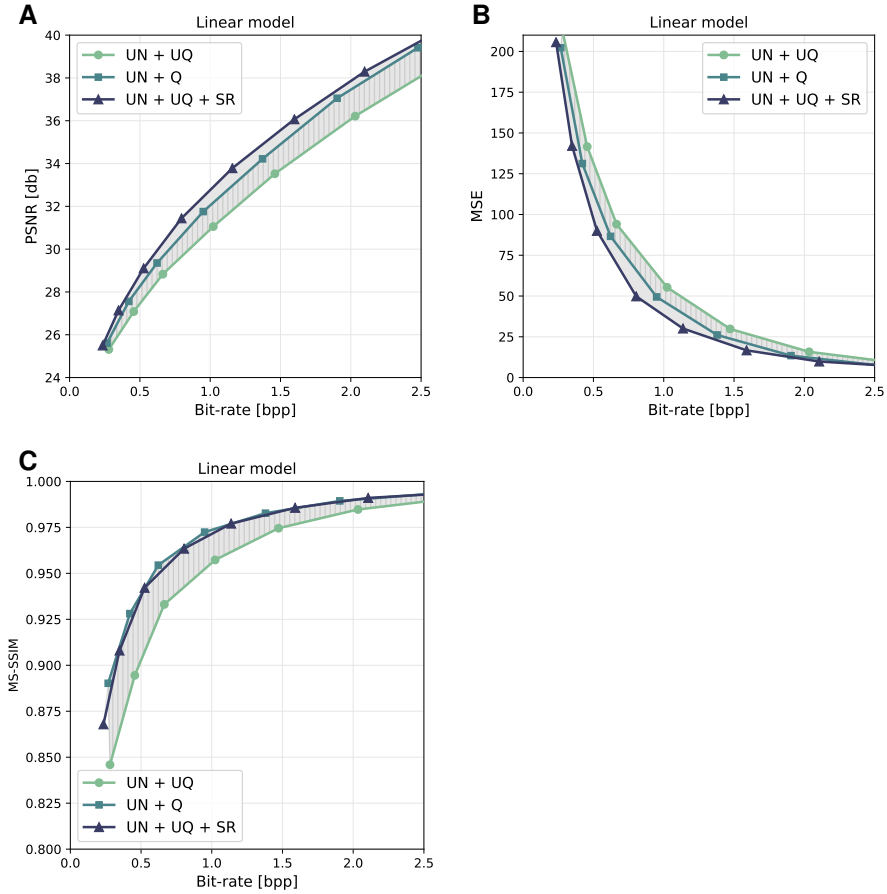 A
Linear model
40
38
36
34
32
30
28
26
24
PSNR [db]
UN + UQ
UN + Q
UN + UQ + SR
0.0 0.5 1.0 1.5 2.0 2.5
Bit-rate [bpp]
B
Linear model
200
175
150
125
100
75
50
25
0
MSE
UN + UQ
UN + Q
UN + UQ + SR
0.0 0.5 1.0 1.5 2.0 2.5
Bit-rate [bpp]
C
Linear model
1.000
0.975
0.950
0.925
0.900
0.875
0.850
0.825
0.800
MS-SSIM
UN + UQ
UN + Q
UN + UQ + SR
0.0 0.5 1.0 1.5 2.0 2.5
Bit-rate [bpp]